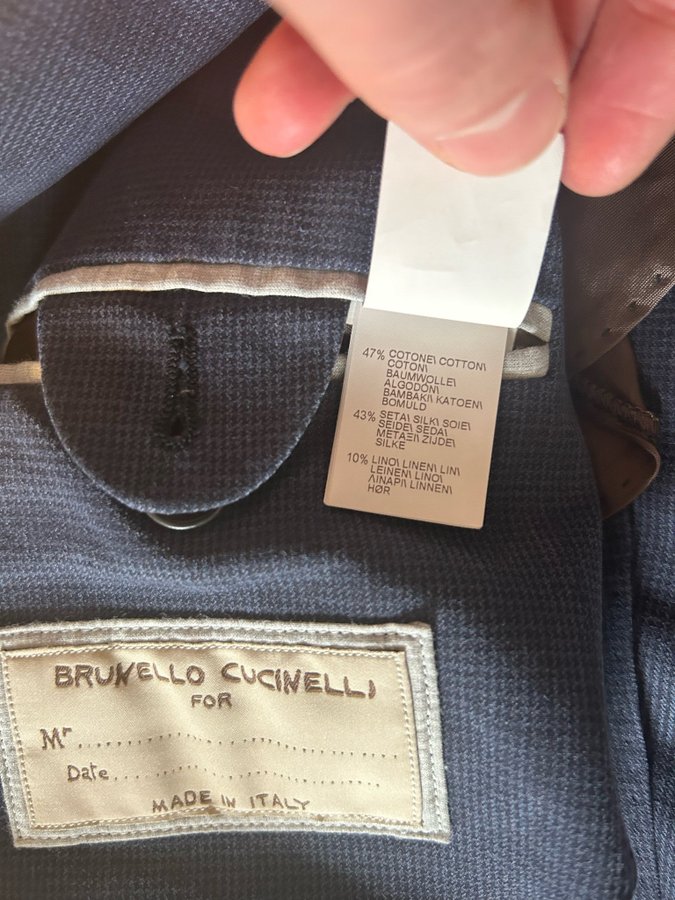 47% COTONE\ COTTON\
COTON\
BAUMWOLLE\
ALGODON\
BAMBAKI\ KATOEN\
BOMULD
43% SETA\ SILK\ SOIE\
SEIDE\ SEDA\
ΜΕΤΑΞΙ\ ZIJDE\
SILKE
10% LINO\ LINEN\ LIN\
LEINEN\ LINO\
ΛΙΝΑΡΙ\ LINNEN\
HØR
BRUNELLO CUCINELLI
FOR
Mr
Date
MADE IN ITALY